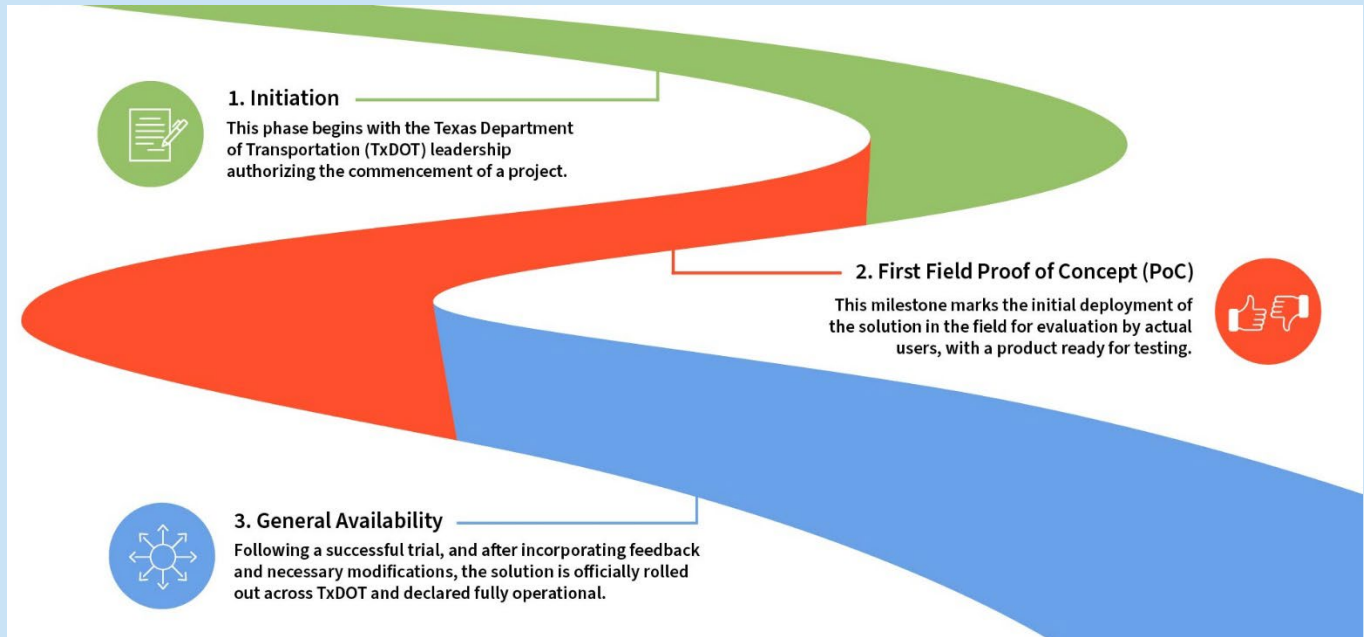 1. Initiation
This phase begins with the Texas Department
of Transportation (TxDOT) leadership
authorizing the commencement of a project.
2. First Field Proof of Concept (PoC)
This milestone marks the initial deployment of
the solution in the field for evaluation by actual
users, with a product ready for testing.
3. General Availability
Following a successful trial, and after incorporating feedback
and necessary modifications, the solution is officially rolled
out across TxDOT and declared fully operational.